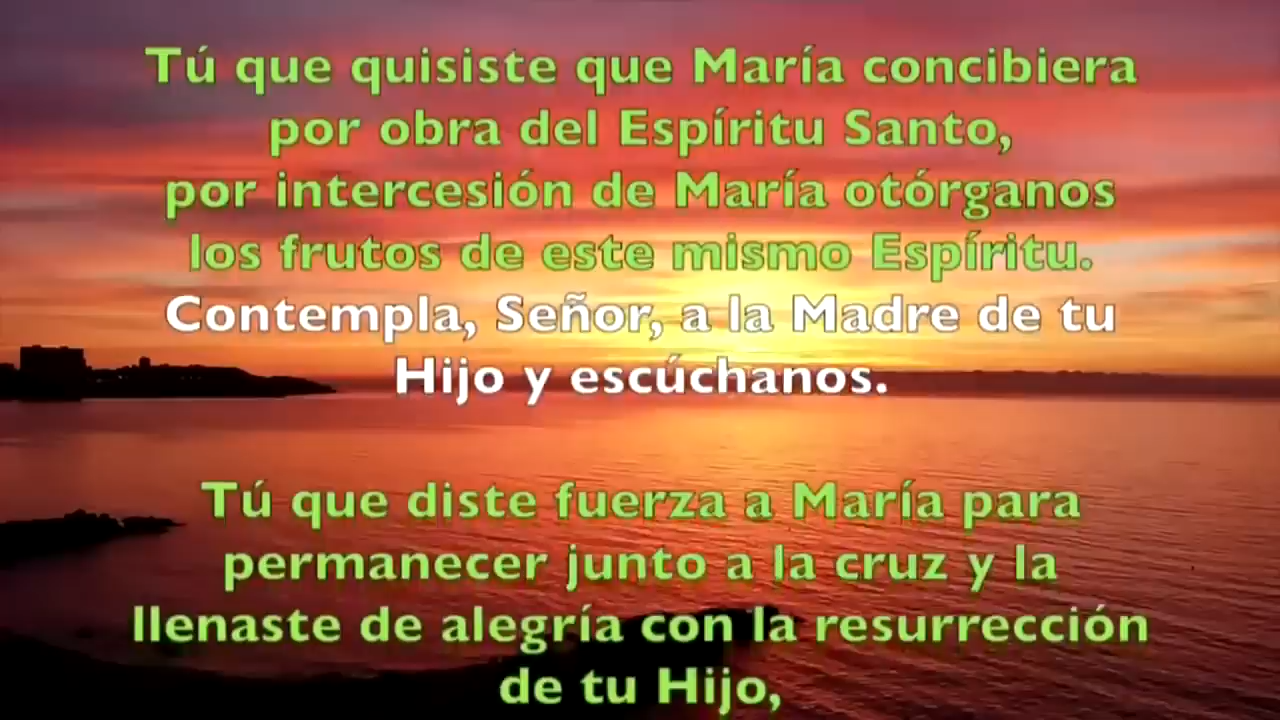 Tú que quisiste que María concibiera
por obra del Espíritu Santo,
por intercesión de María otórganos
los frutos de este mismo Espíritu.
Contempla, Señor, a la Madre de tu
Hijo y escúchanos.
Tú que diste fuerza a María para
permanecer junto a la cruz y la
llenaste de alegría con la resurrección
de tu Hijo,